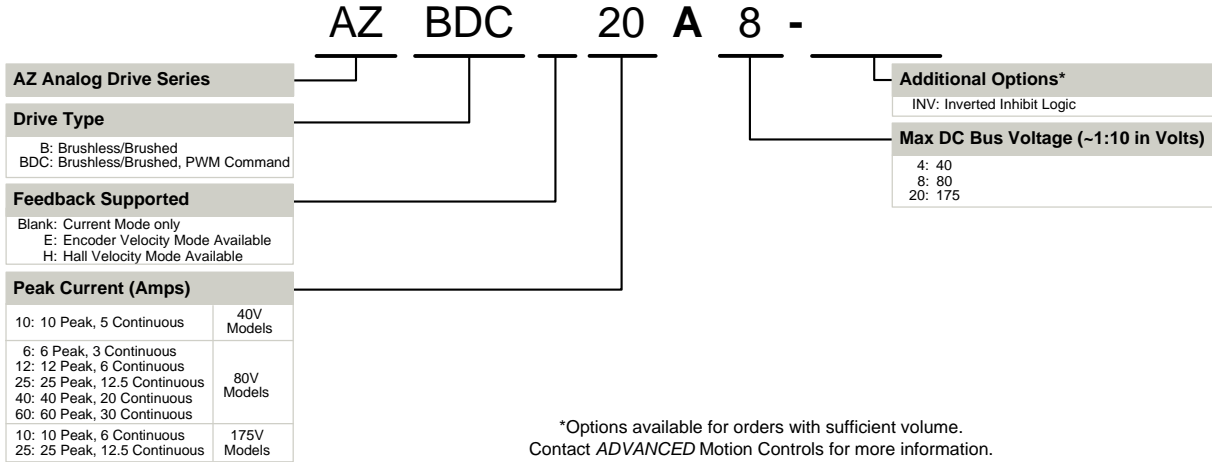 AZ BDC 20 A 8 -
AZ Analog Drive Series
Drive Type
B: Brushless/Brushed
BDC: Brushless/Brushed, PWM Command
Feedback Supported
Blank: Current Mode only
E: Encoder Velocity Mode Available
H: Hall Velocity Mode Available
Peak Current (Amps)
10: 10 Peak, 5 Continuous
40V
Models
6: 6 Peak, 3 Continuous
12: 12 Peak, 6 Continuous
25: 25 Peak, 12.5 Continuous
40: 40 Peak, 20 Continuous
60: 60 Peak, 30 Continuous
80V
Models
10: 10 Peak, 6 Continuous
25: 25 Peak, 12.5 Continuous
175V
Models
Additional Options*
INV: Inverted Inhibit Logic
Max DC Bus Voltage (~1:10 in Volts)
4: 40
8: 80
20: 175
*Options available for orders with sufficient volume.
Contact ADVANCED Motion Controls for more information.